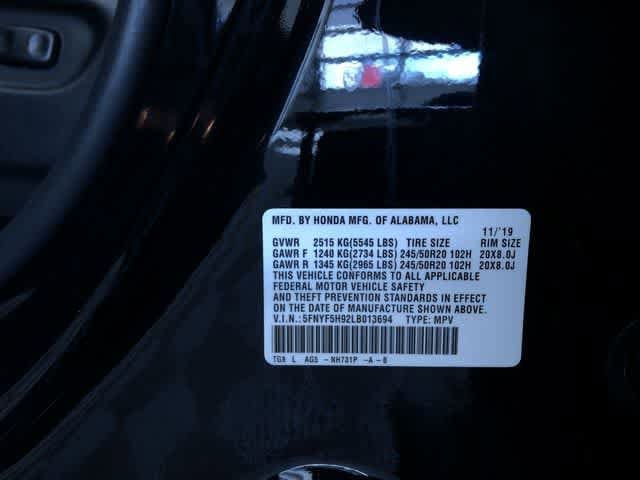 MFD. BY HONDA MFG. OF ALABAMA, LLC 11/'19
GVWR 2515 KG(5545 LBS) TIRE SIZE RIM SIZE
GAWR F 1240 KG(2734 LBS) 245/50R20 102H 20X8.0J
GAWR R 1345 KG(2965 LBS) 245/50R20 102H 20X8.0J
THIS VEHICLE CONFORMS TO ALL APPLICABLE
FEDERAL MOTOR VEHICLE SAFETY
AND THEFT PREVENTION STANDARDS IN EFFECT
ON THE DATE OF MANUFACTURE SHOWN ABOVE.
V.I.N.:5FNYF5H92LB013694 TYPE: MPV
TG8 L AG5 -NH731P -A-B